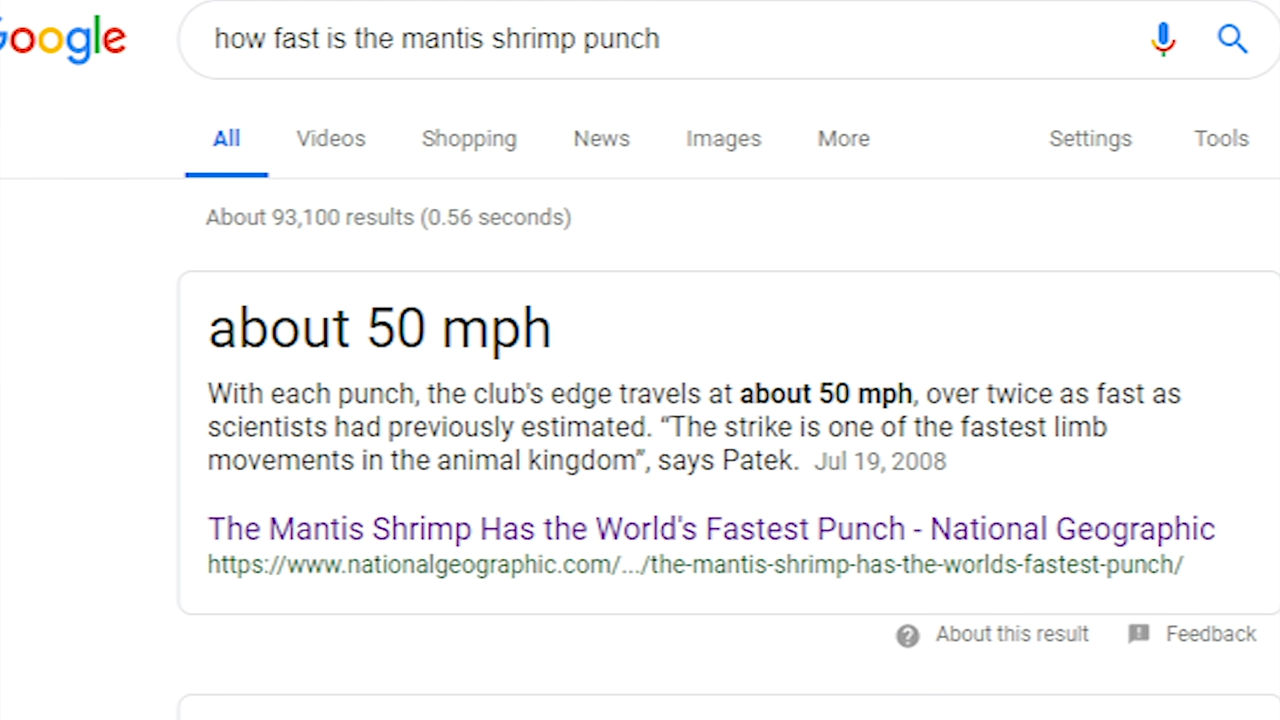 Google
how fast is the mantis shrimp punch
All Videos Shopping News Images More Settings Tools
About 93,100 results (0.56 seconds)
about 50 mph
With each punch, the club's edge travels at about 50 mph, over twice as fast as
scientists had previously estimated. “The strike is one of the fastest limb
movements in the animal kingdom”, says Patek. Jul 19, 2008
The Mantis Shrimp Has the World's Fastest Punch - National Geographic
https://www.nationalgeographic.com/.../the-mantis-shrimp-has-the-worlds-fastest-punch/
About this result Feedback